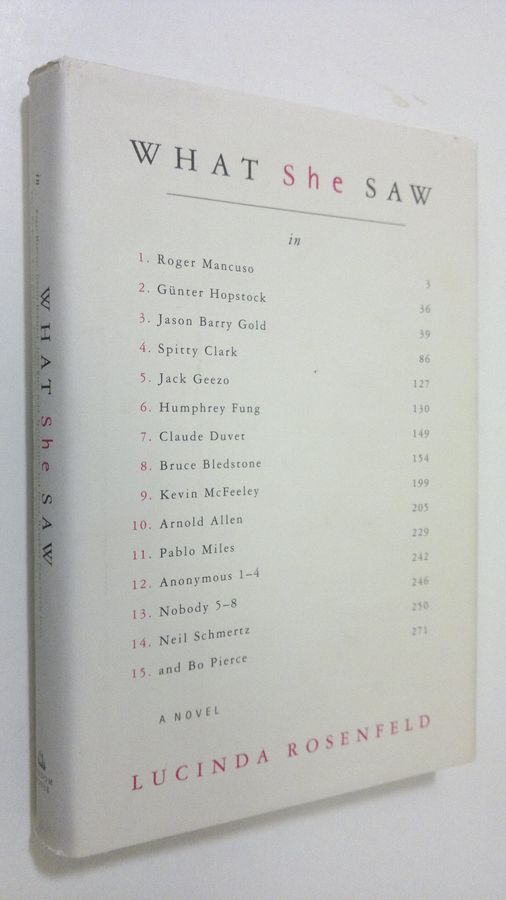 WHAT She SAW
in
1. Roger Mancuso 3
2. Günter Hopstock 36
3. Jason Barry Gold 39
4. Spitty Clark 86
5. Jack Geezo 127
6. Humphrey Fung 130
7. Claude Duvet 149
8. Bruce Bledstone 154
9. Kevin McFeeley 199
10. Arnold Allen 205
11. Pablo Miles 229
12. Anonymous 1–4 242
13. Nobody 5–8 246
14. Neil Schmertz 250
15. and Bo Pierce 271
A NOVEL
LUCINDA ROSENFELD
in
WHAT She SAW